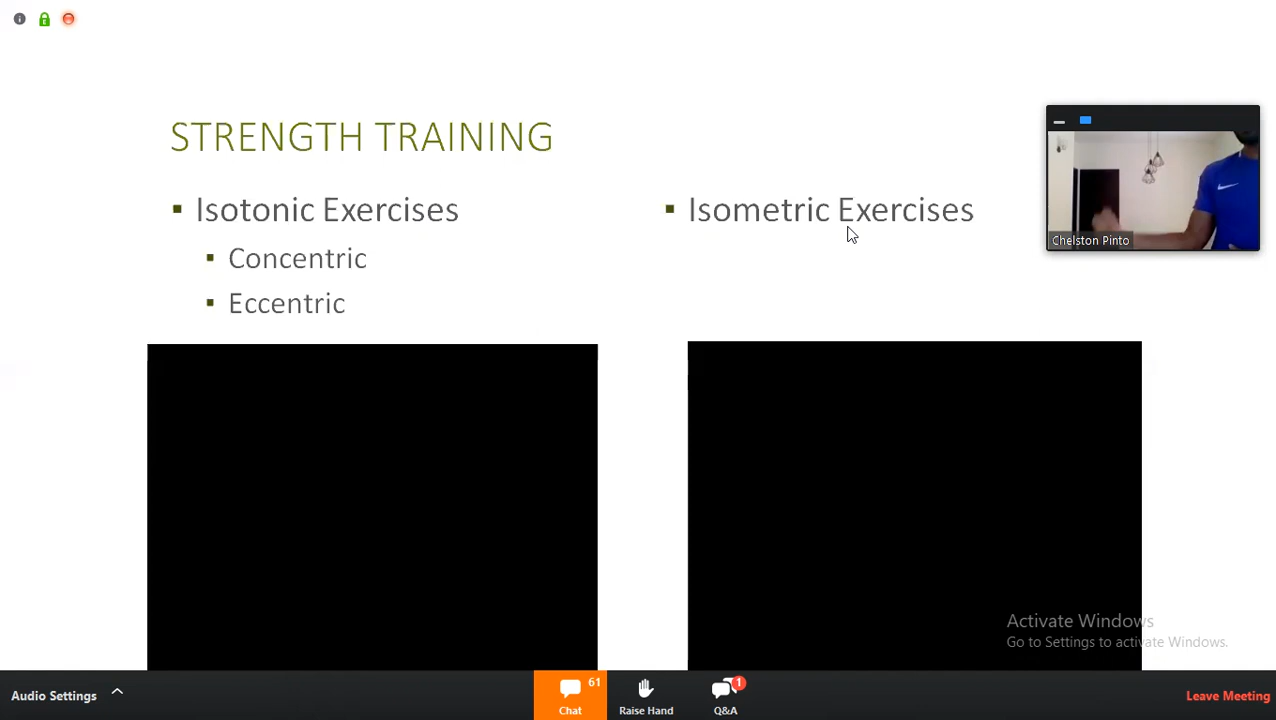 STRENGTH TRAINING
Isotonic Exercises
Concentric
Eccentric
Isometric Exercises
Chelston Pinto
Activate Windows
Go to Settings to activate Windows.
Audio Settings
61
Chat
Raise Hand
1
Q&A
Leave Meeting